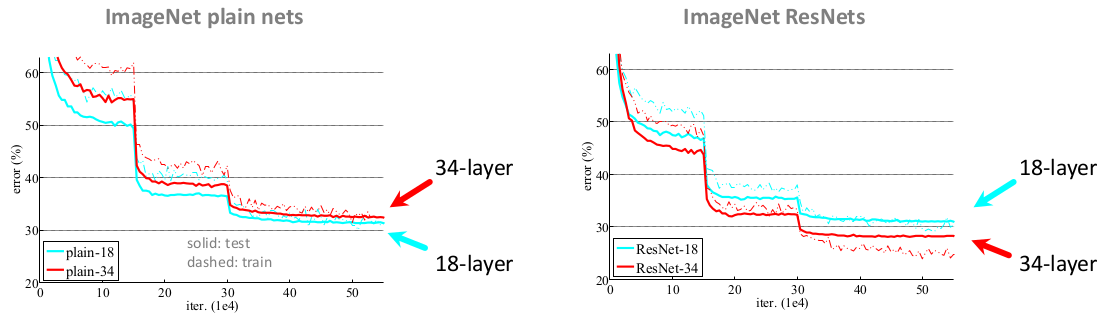 ImageNet plain nets
60
50
40
30
20
error (%)
0
10
20
30
40
50
iter. (1e4)
plain-18
plain-34
solid: test
dashed: train
34-layer
18-layer
ImageNet ResNets
60
50
40
30
20
error (%)
0
10
20
30
40
50
iter. (1e4)
ResNet-18
ResNet-34
18-layer
34-layer